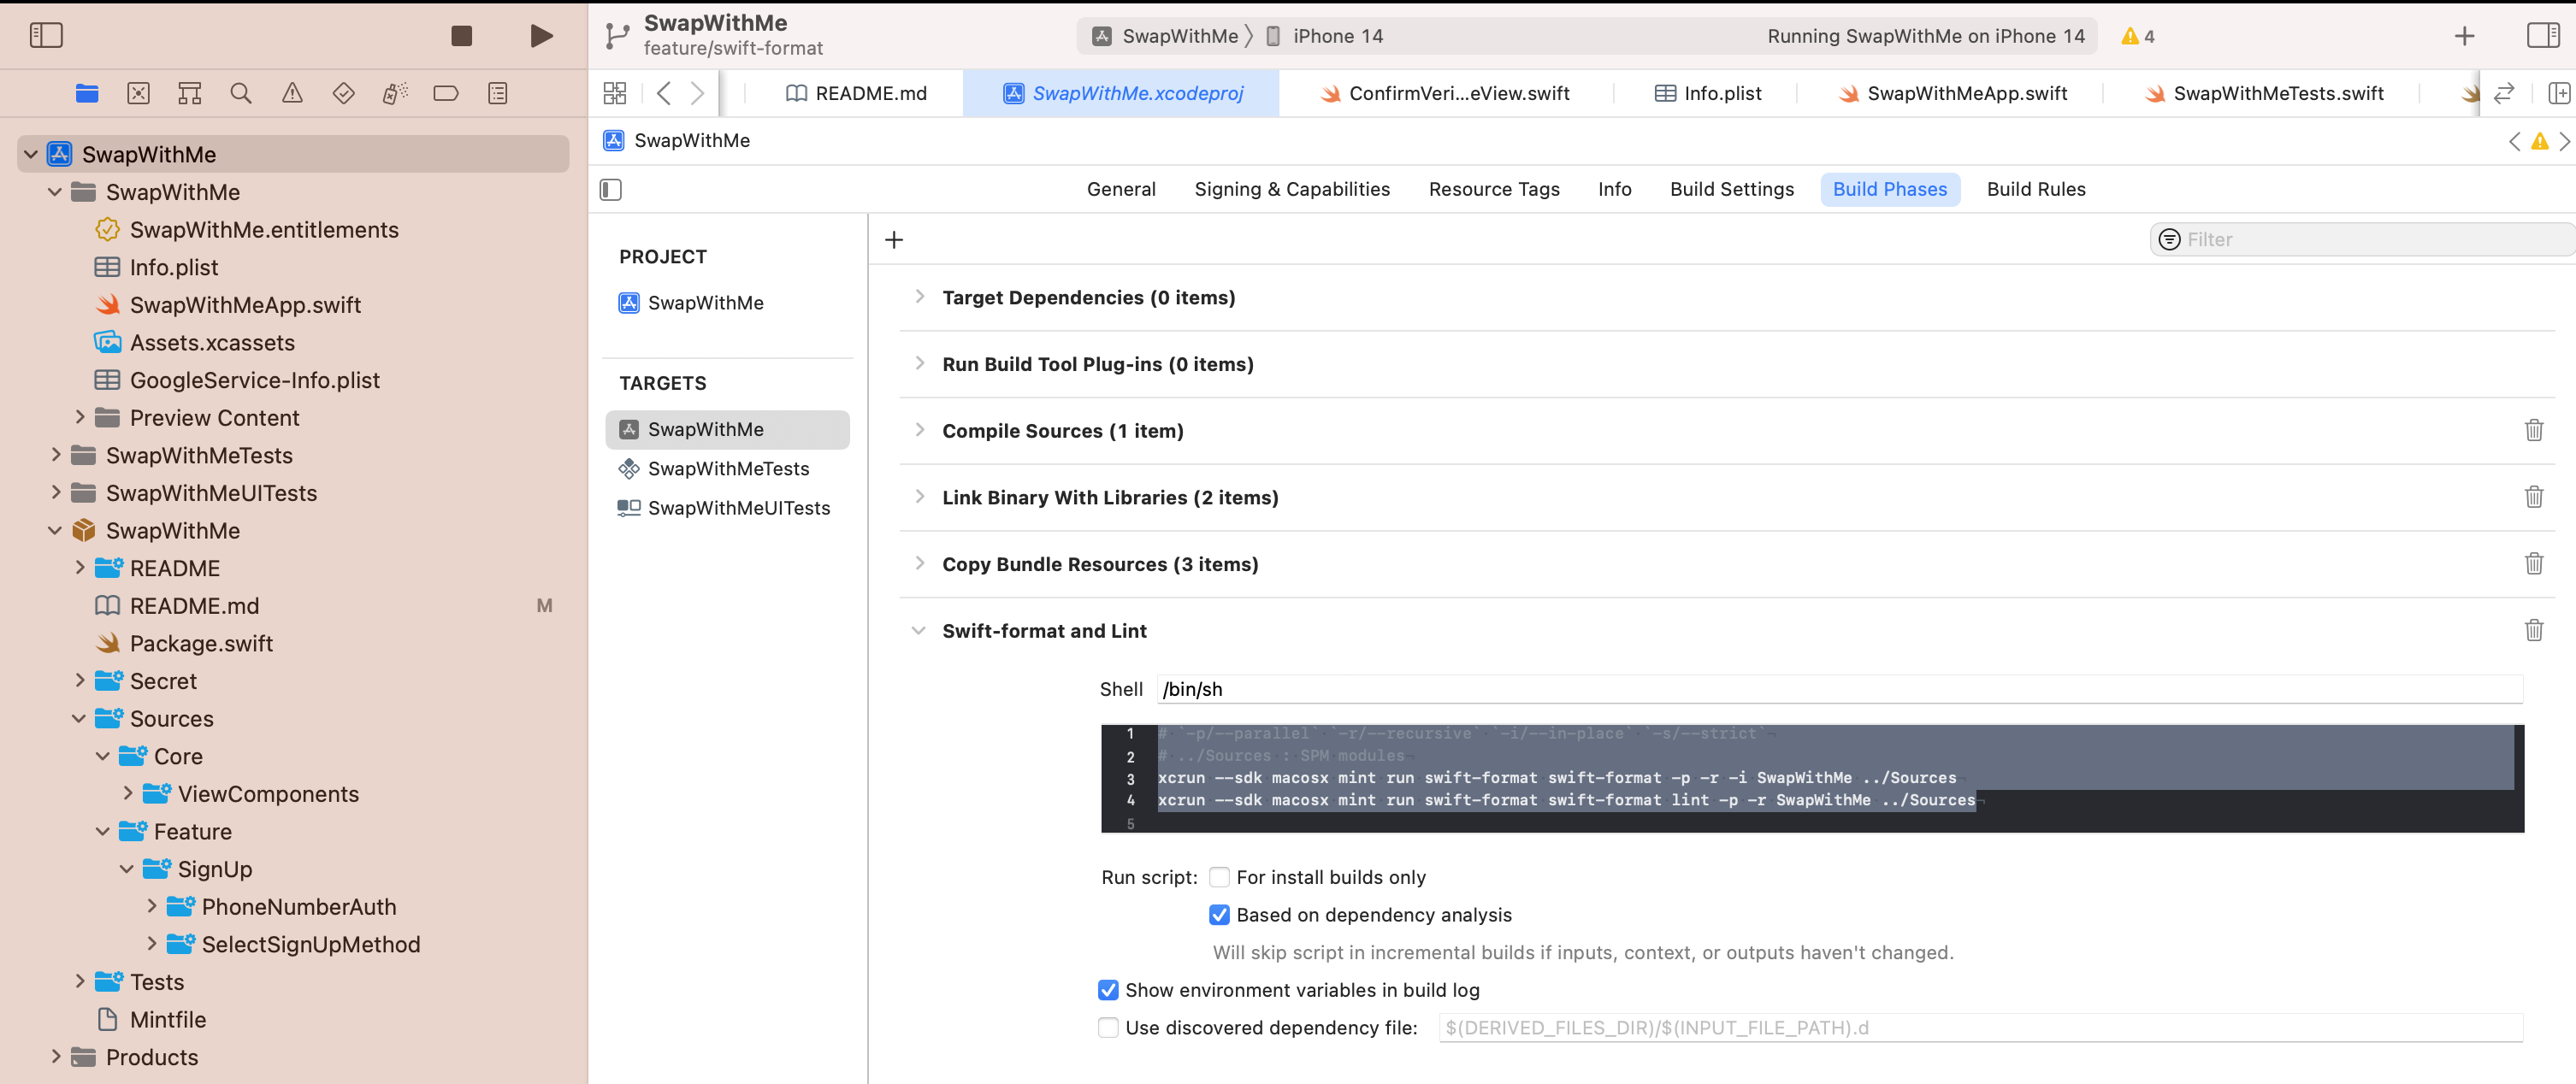 SwapWithMe
feature/swift-format
SwapWithMe
iPhone 14
Running SwapWithMe on iPhone 14
4
README.md
SwapWithMe.xcodeproj
ConfirmVeri...eView.swift
Info.plist
SwapWithMeApp.swift
SwapWithMeTests.swift
SwapWithMe
SwapWithMe
SwapWithMe.entitlements
Info.plist
SwapWithMeApp.swift
Assets.xcassets
GoogleService-Info.plist
Preview Content
SwapWithMeTests
SwapWithMeUITests
SwapWithMe
README
README.md M
Package.swift
Secret
Sources
Core
ViewComponents
Feature
SignUp
PhoneNumberAuth
SelectSignUpMethod
Tests
Mintfile
Products
SwapWithMe
General Signing & Capabilities Resource Tags Info Build Settings Build Phases Build Rules
PROJECT
SwapWithMe
TARGETS
SwapWithMe
SwapWithMeTests
SwapWithMeUITests
Filter
Target Dependencies (0 items)
Run Build Tool Plug-ins (0 items)
Compile Sources (1 item)
Link Binary With Libraries (2 items)
Copy Bundle Resources (3 items)
Swift-format and Lint
Shell /bin/sh
1 # `-p/--parallel` `-r/--recursive` `-i/--in-place` `-s/--strict`
2 # ../Sources : SPM modules
3 xcrun --sdk macosx mint run swift-format swift-format -p -r -i SwapWithMe ../Sources
4 xcrun --sdk macosx mint run swift-format swift-format lint -p -r SwapWithMe ../Sources
5
Run script: For install builds only
Based on dependency analysis
Will skip script in incremental builds if inputs, context, or outputs haven't changed.
Show environment variables in build log
Use discovered dependency file: $(DERIVED_FILES_DIR)/$(INPUT_FILE_PATH).d